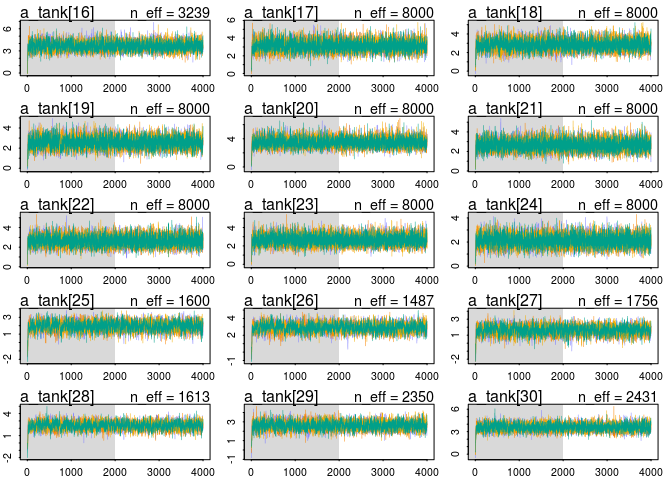 a_tank[16] n_eff = 3239 a_tank[17] n_eff = 8000 a_tank[18] n_eff = 8000
0 3 6 0 2 4 6 0 2 4
0 1000 2000 3000 4000 0 1000 2000 3000 4000 0 1000 2000 3000 4000
a_tank[19] n_eff = 8000 a_tank[20] n_eff = 8000 a_tank[21] n_eff = 8000
0 2 4 0 4 0 2 4
0 1000 2000 3000 4000 0 1000 2000 3000 4000 0 1000 2000 3000 4000
a_tank[22] n_eff = 8000 a_tank[23] n_eff = 8000 a_tank[24] n_eff = 8000
0 2 4 0 2 4 0 2 4
0 1000 2000 3000 4000 0 1000 2000 3000 4000 0 1000 2000 3000 4000
a_tank[25] n_eff = 1600 a_tank[26] n_eff = 1487 a_tank[27] n_eff = 1756
-2 1 3 -1 2 4 -2 1 3
0 1000 2000 3000 4000 0 1000 2000 3000 4000 0 1000 2000 3000 4000
a_tank[28] n_eff = 1613 a_tank[29] n_eff = 2350 a_tank[30] n_eff = 2431
-2 1 4 -1 1 3 0 3 6
0 1000 2000 3000 4000 0 1000 2000 3000 4000 0 1000 2000 3000 4000